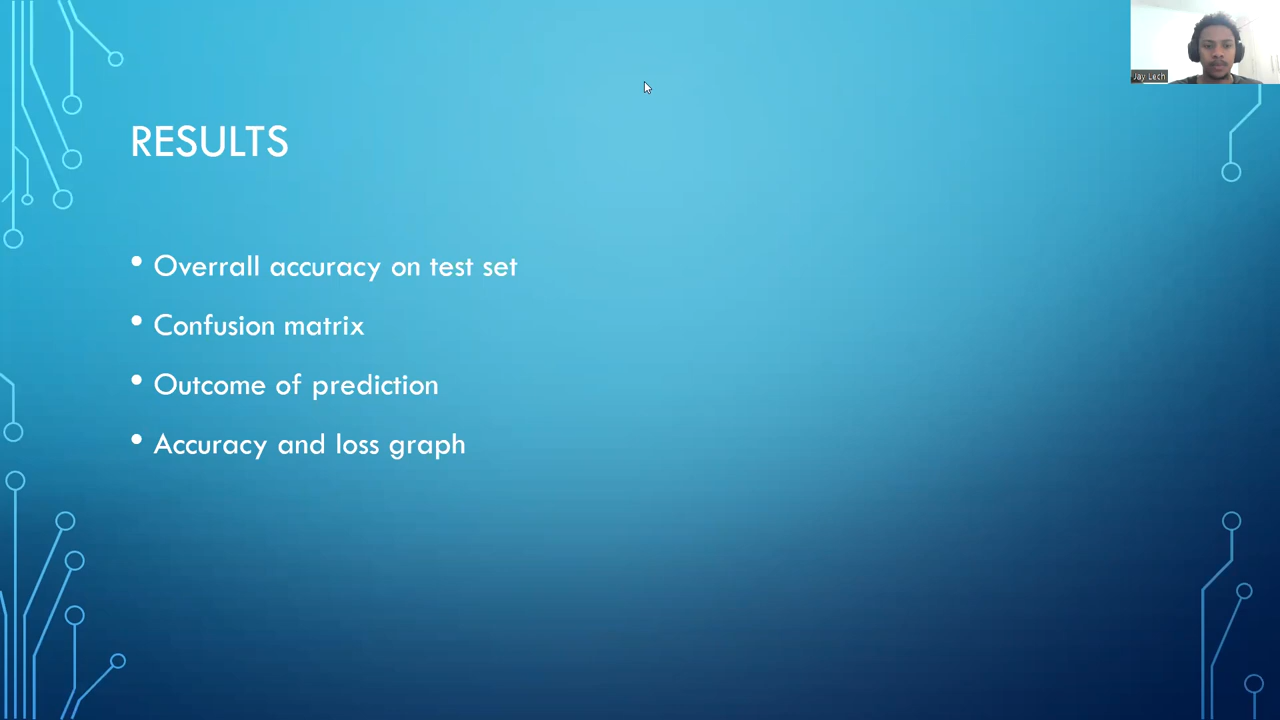 Jay Lech
RESULTS
• Overrall accuracy on test set
• Confusion matrix
• Outcome of prediction
• Accuracy and loss graph